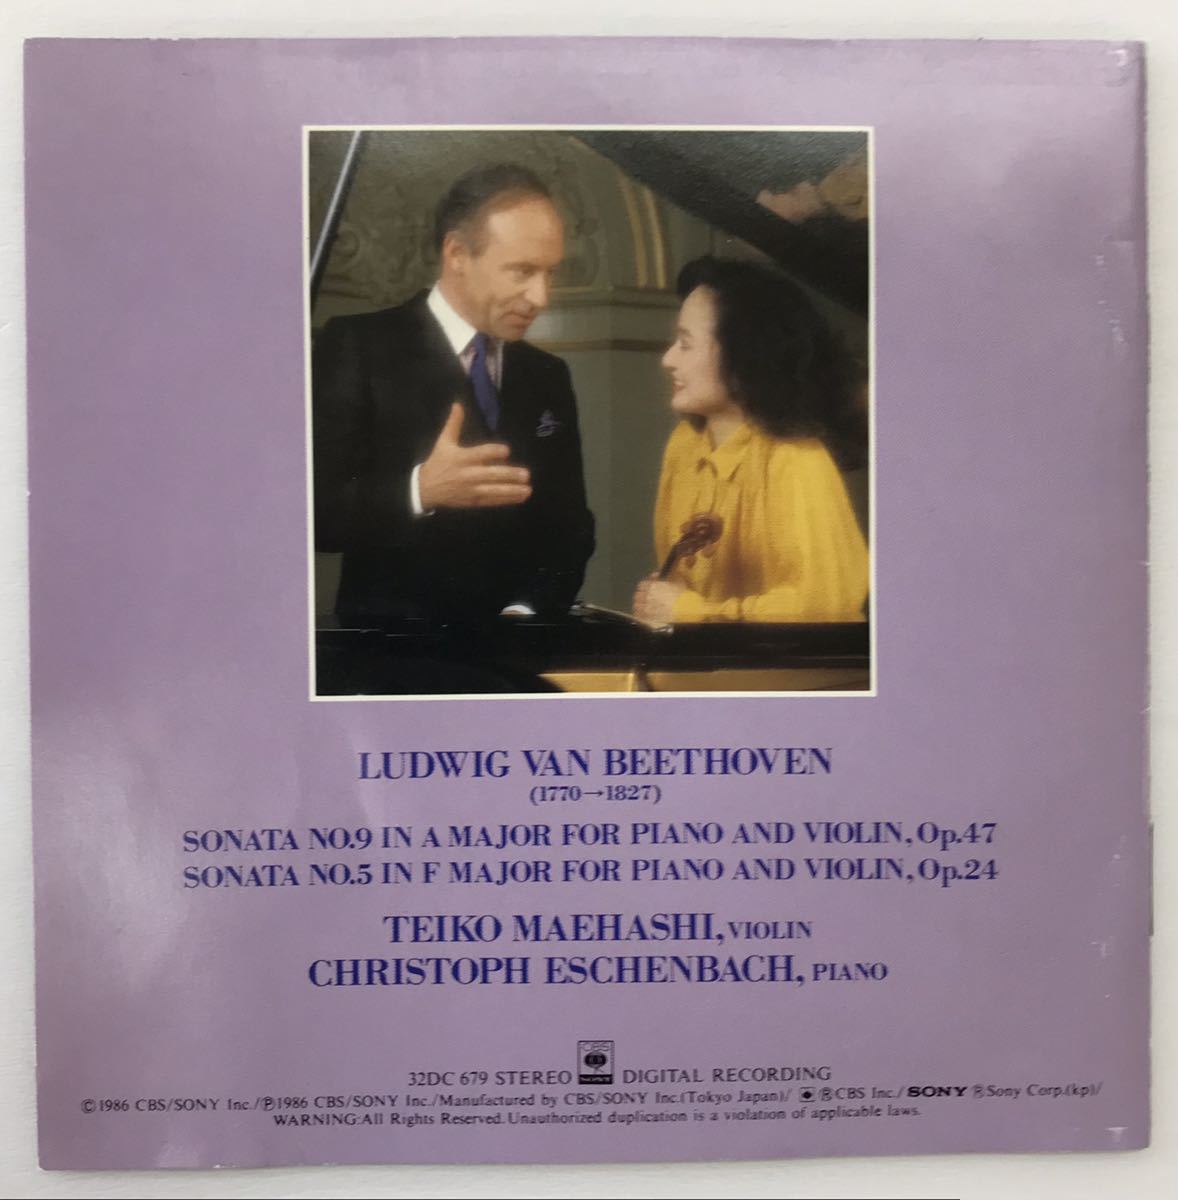 LUDWIG VAN BEETHOVEN
(1770→1827)
SONATA NO.9 IN A MAJOR FOR PIANO AND VIOLIN, Op.47
SONATA NO.5 IN F MAJOR FOR PIANO AND VIOLIN, Op.24
TEIKO MAEHASHI, VIOLIN
CHRISTOPH ESCHENBACH, PIANO
CBS
SONY
32DC 679 STEREO DIGITAL RECORDING
©1986 CBS/SONY Inc./℗1986 CBS/SONY Inc./Manufactured by CBS/SONY Inc.(Tokyo Japan)/ ®CBS Inc./SONY ®Sony Corp.(kp)/
WARNING:All Rights Reserved. Unauthorized duplication is a violation of applicable laws.